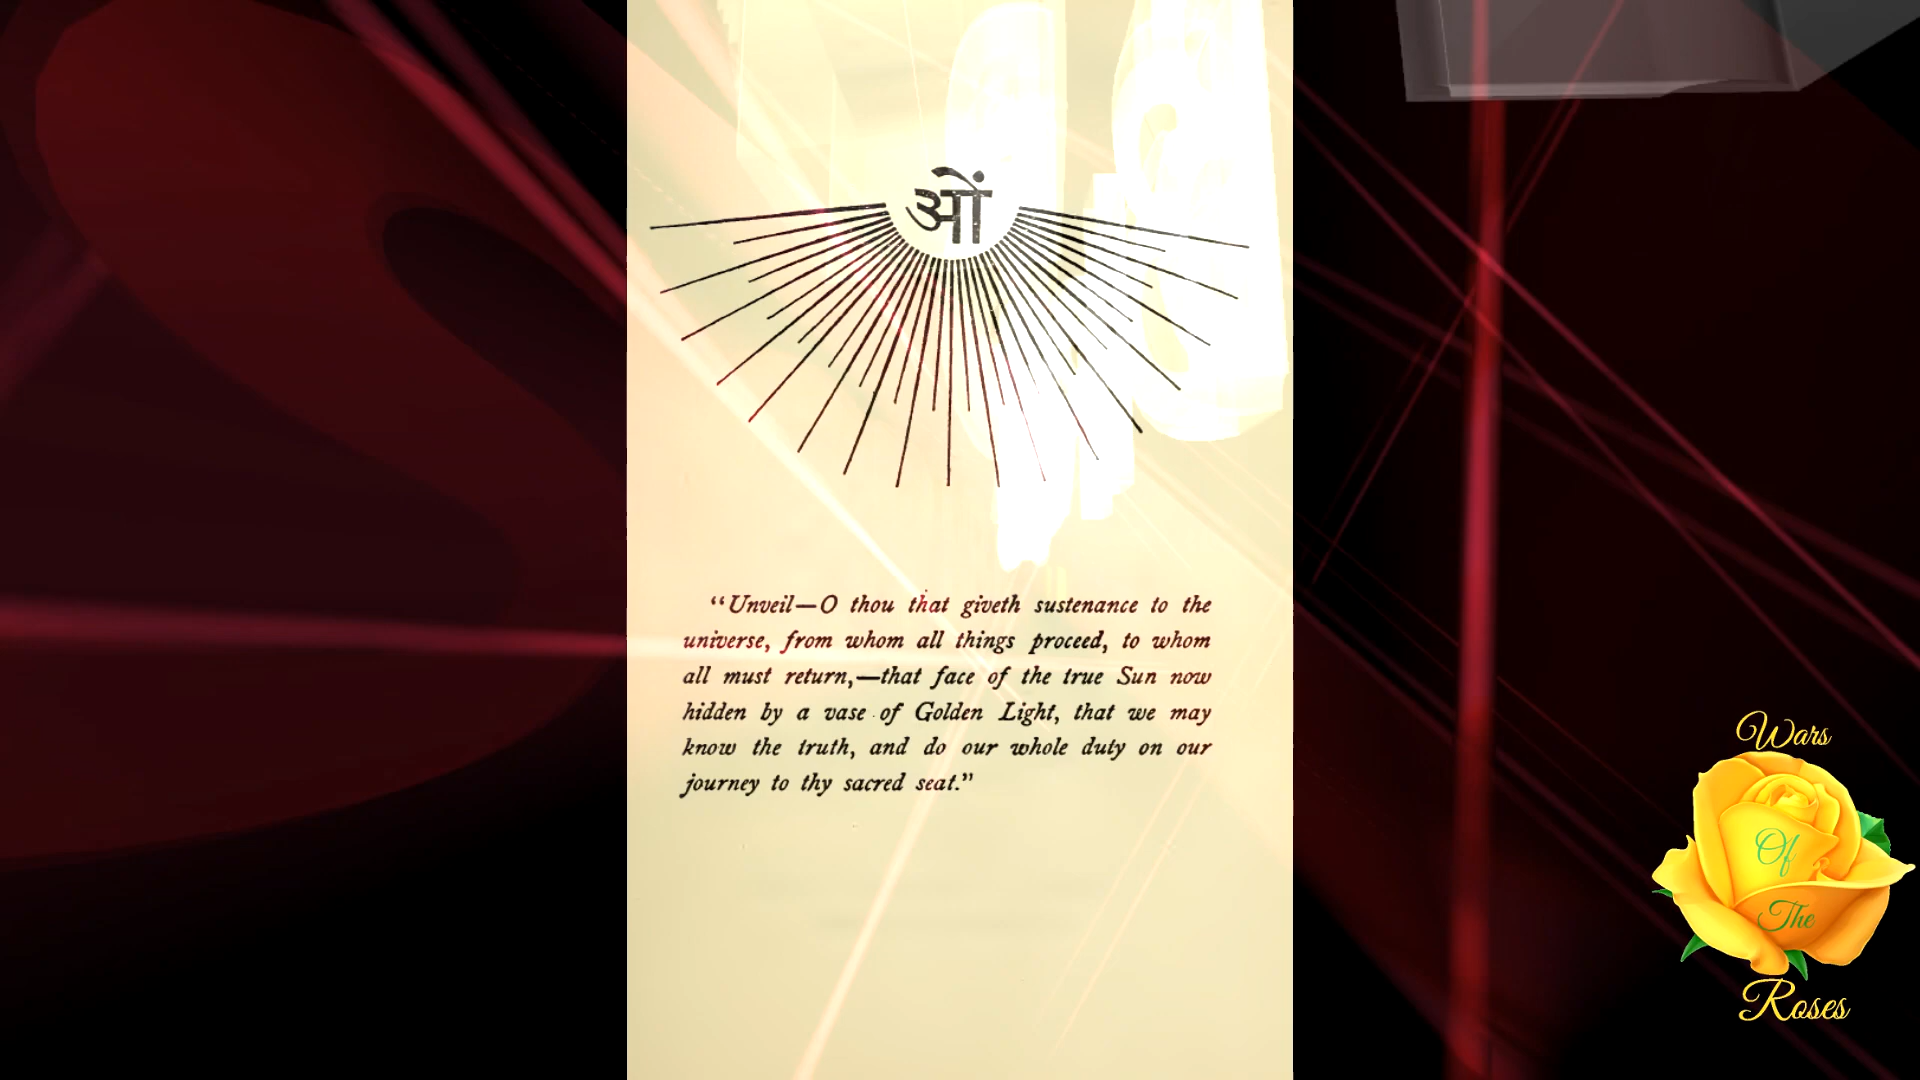 ओं
“Unveil—O thou that giveth sustenance to the
universe, from whom all things proceed, to whom
all must return,—that face of the true Sun now
hidden by a vase of Golden Light, that we may
know the truth, and do our whole duty on our
journey to thy sacred seat.”
Wars
Of
The
Roses